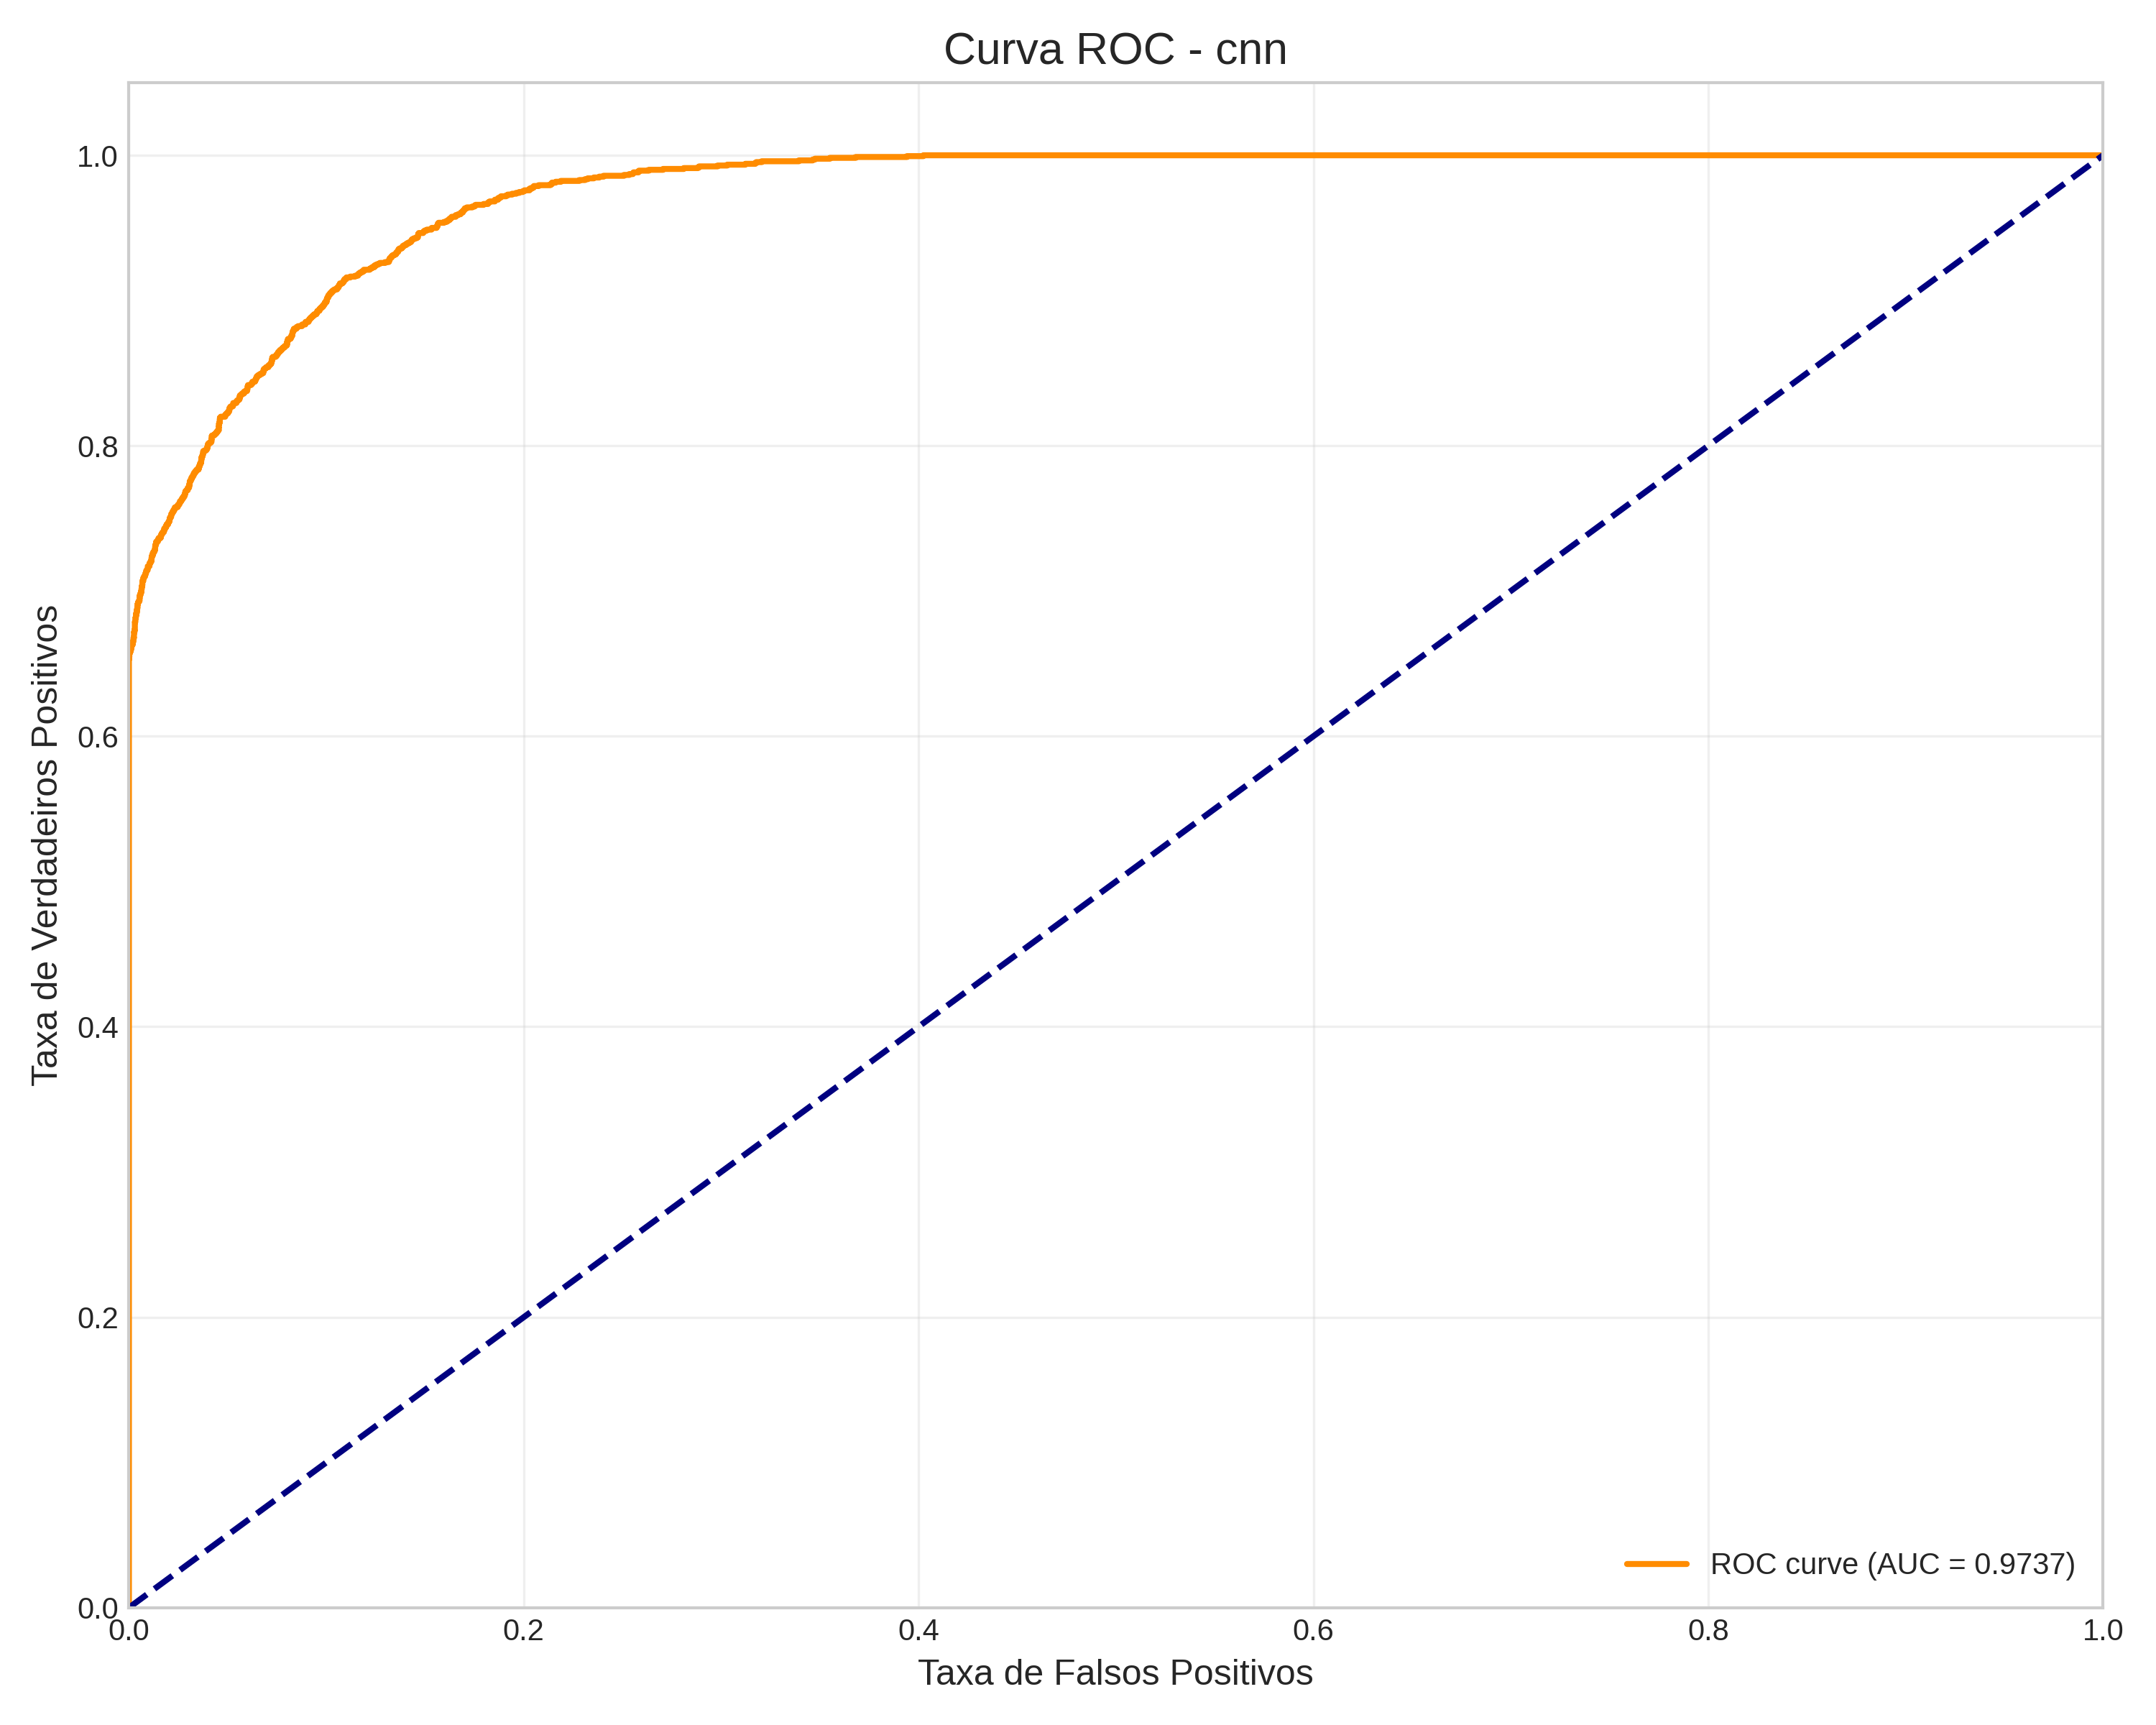 Curva ROC - cnn
Taxa de Verdadeiros Positivos
1.0
0.8
0.6
0.4
0.2
0.0
0.0 0.2 0.4 0.6 0.8 1.0
Taxa de Falsos Positivos
ROC curve (AUC = 0.9737)